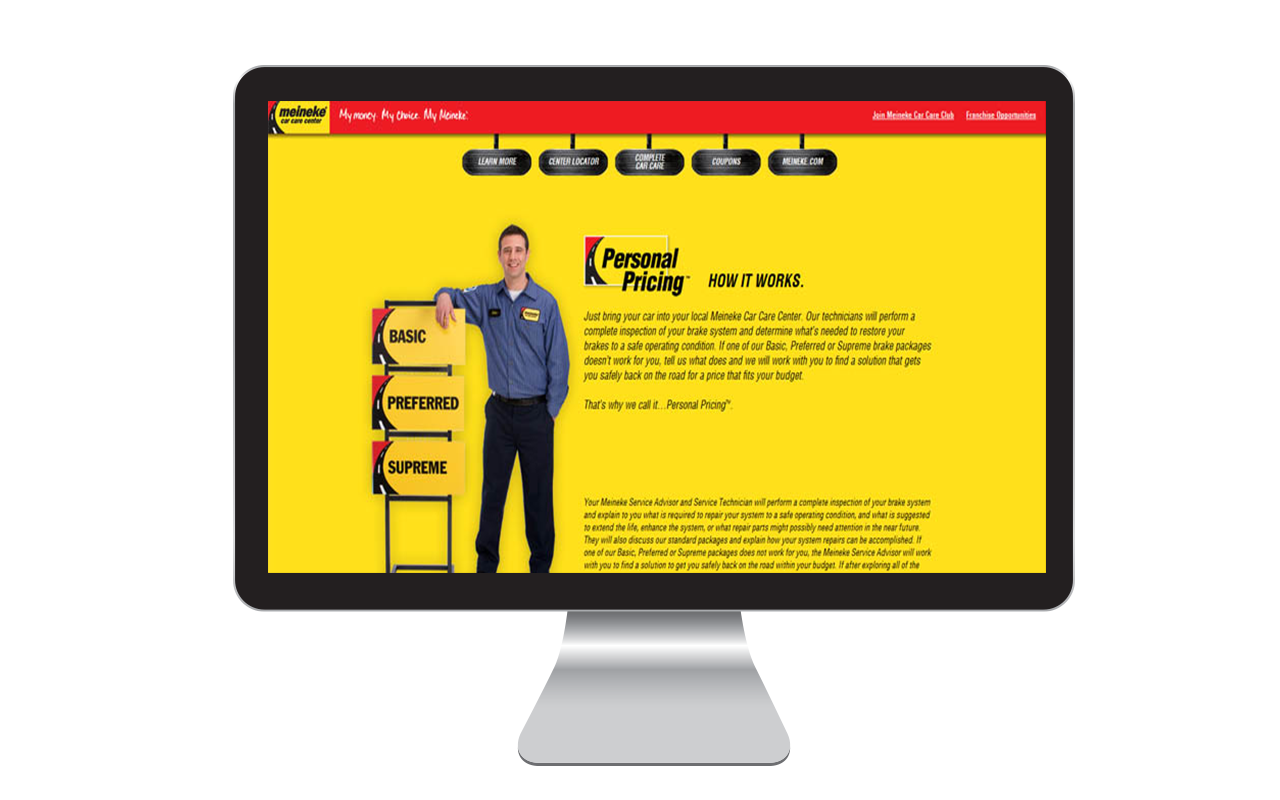 meineke®
car care center
My money. My Choice. My Meineke.
Join Meineke Car Care Club Franchise Opportunities
LEARN MORE
CENTER LOCATOR
COMPLETE
CAR CARE
COUPONS
MEINEKE.COM
BASIC
PREFERRED
SUPREME
meineke
Personal
Pricing™ HOW IT WORKS.
Just bring your car into your local Meineke Car Care Center. Our technicians will perform a
complete inspection of your brake system and determine what's needed to restore your
brakes to a safe operating condition. If one of our Basic, Preferred or Supreme brake packages
doesn't work for you, tell us what does and we will work with you to find a solution that gets
you safely back on the road for a price that fits your budget.
That's why we call it...Personal Pricing™.
Your Meineke Service Advisor and Service Technician will perform a complete inspection of your brake system
and explain to you what is required to repair your system to a safe operating condition, and what is suggested
to extend the life, enhance the system, or what repair parts might possibly need attention in the near future.
They will also discuss our standard packages and explain how your system repairs can be accomplished. If
one of our Basic, Preferred or Supreme packages does not work for you, the Meineke Service Advisor will work
with you to find a solution to get you safely back on the road within your budget. If after exploring all of the